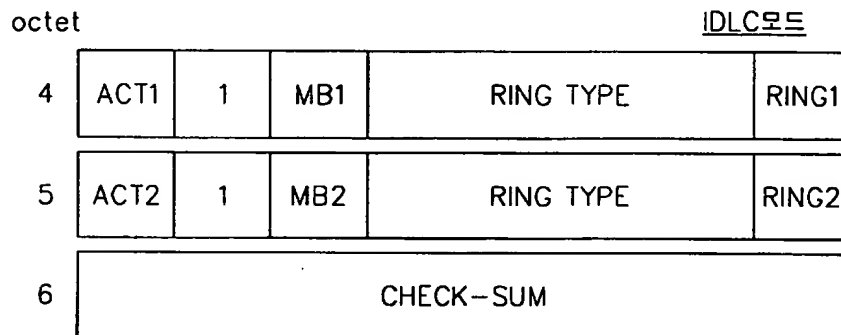 octet IDLC모드
4 ACT1 1 MB1 RING TYPE RING1
5 ACT2 1 MB2 RING TYPE RING2
6 CHECK-SUM